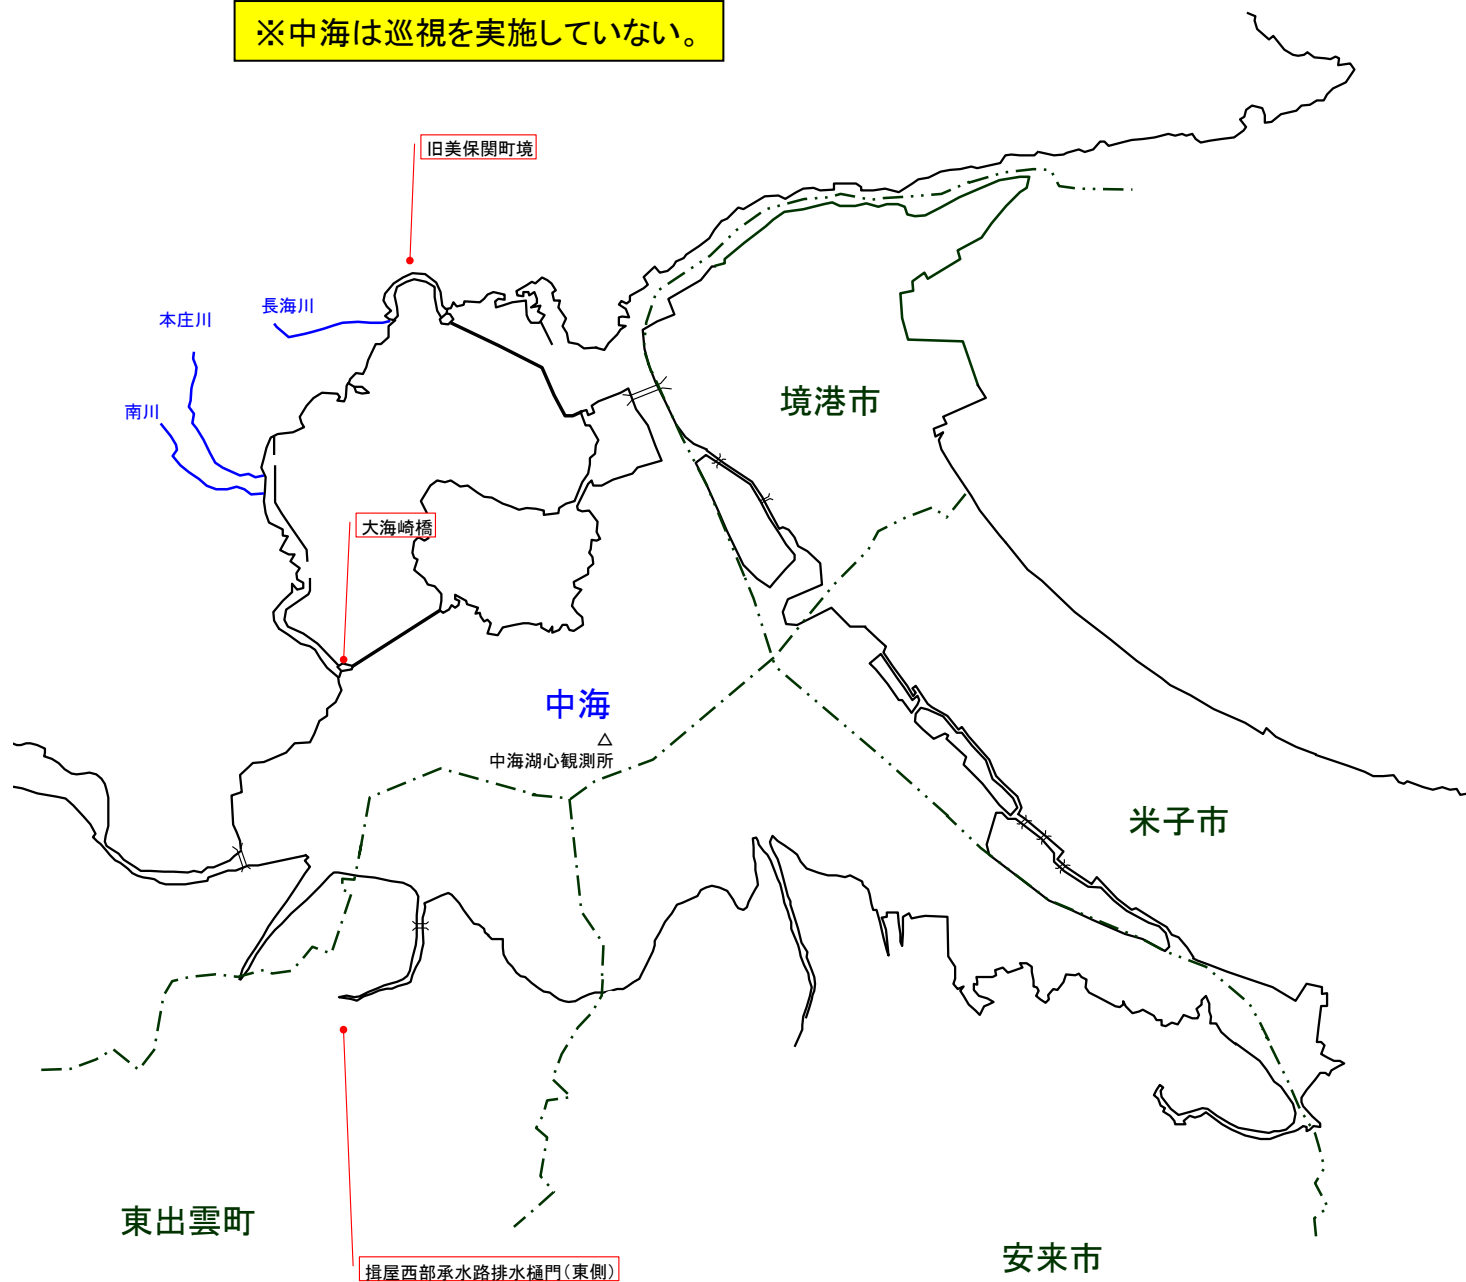 ※中海は巡視を実施していない。
旧美保関町境
長海川
本庄川
南川
境港市
大海崎橋
中海
△
中海湖心観測所
米子市
東出雲町
安来市
揖屋西部承水路排水樋門(東側)